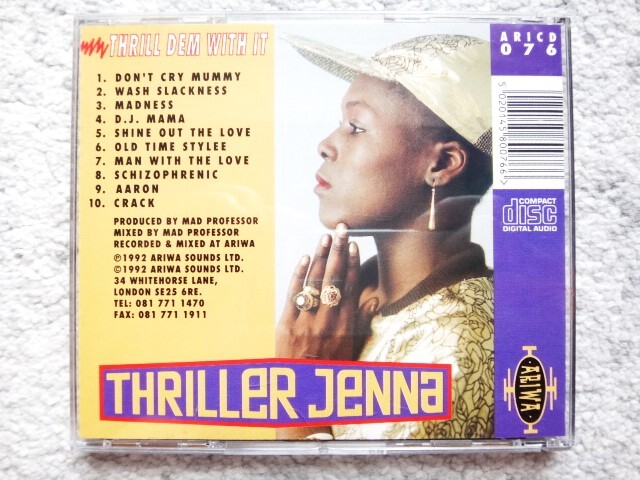 THRILL DEM WITH IT
1. DON'T CRY MUMMY
2. WASH SLACKNESS
3. MADNESS
4. D.J. MAMA
5. SHINE OUT THE LOVE
6. OLD TIME STYLEE
7. MAN WITH THE LOVE
8. SCHIZOPHRENIC
9. AARON
10. CRACK
PRODUCED BY MAD PROFESSOR
MIXED BY MAD PROFESSOR
RECORDED & MIXED AT ARIWA
℗1992 ARIWA SOUNDS LTD.
©1992 ARIWA SOUNDS LTD.
34 WHITEHORSE LANE,
LONDON SE25 6RE.
TEL: 081 771 1470
FAX: 081 771 1911
THRILLER JENNA
ARICD
076
5 020145 800766 >
COMPACT
disc
DIGITAL AUDIO
ARIWA